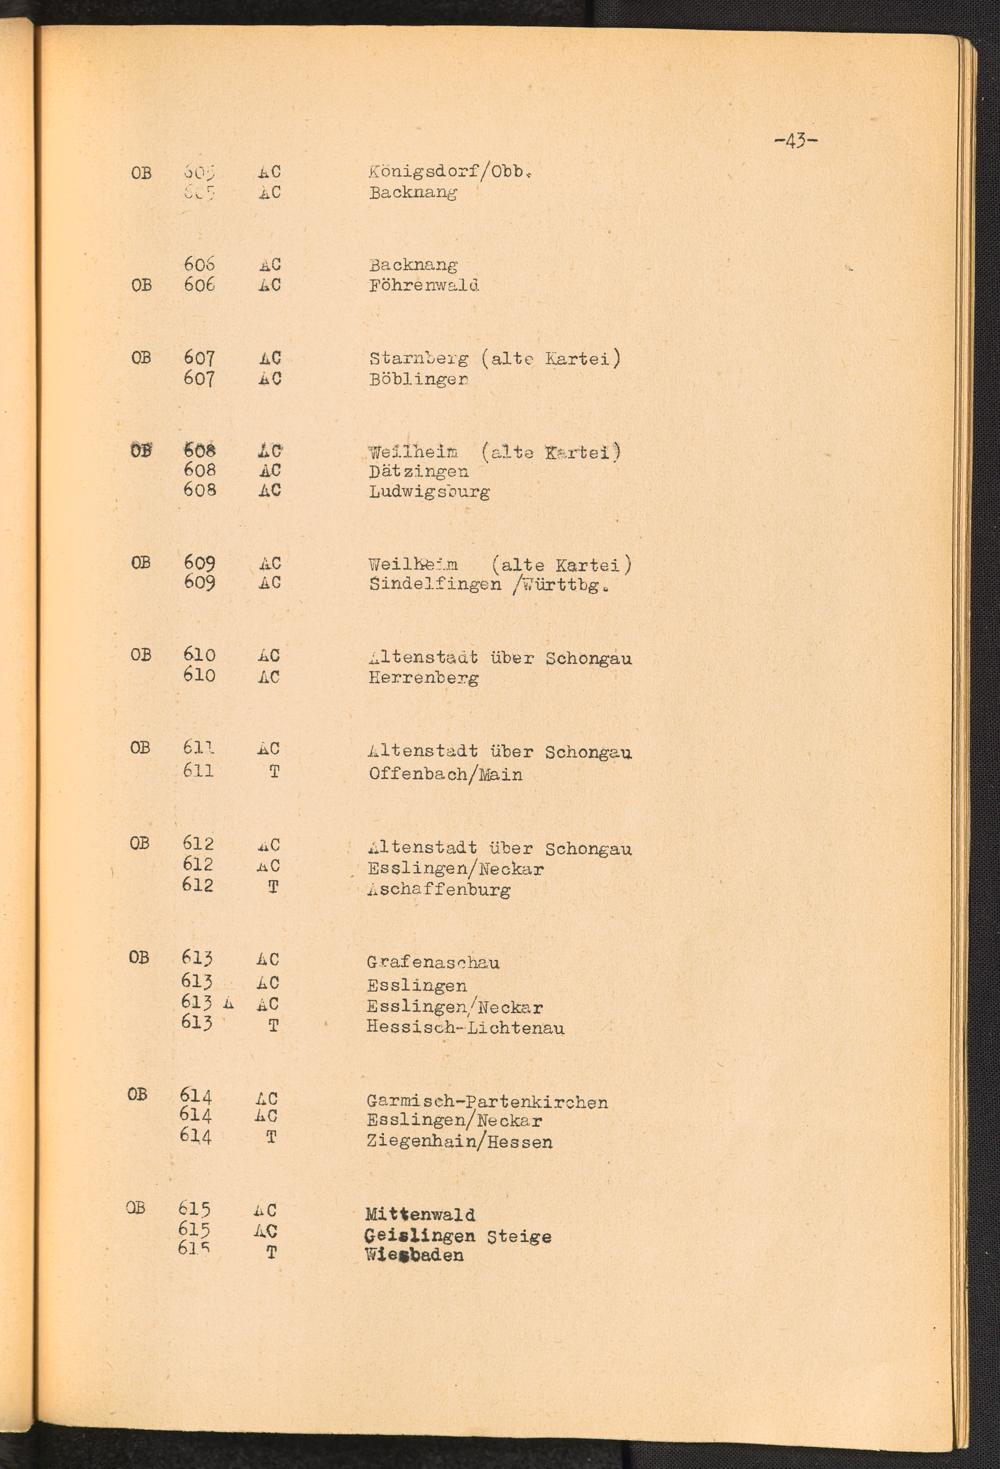 -43-
OB 605 AC Königsdorf/Obb.
605 AC Backnang
606 AC Backnang
OB 606 AC Föhrenwald
OB 607 AC Starnberg (alte Kartei)
607 AC Böblingen
OB 608 AC Weilheim (alte Kartei)
608 AC Dätzingen
608 AC Ludwigsburg
OB 609 AC Weilheim (alte Kartei)
609 AC Sindelfingen /Württbg.
OB 610 AC Altenstadt über Schongau
610 AC Herrenberg
OB 611 AC Altenstadt über Schongau
611 T Offenbach/Main
OB 612 AC Altenstadt über Schongau
612 AC Esslingen/Neckar
612 T Aschaffenburg
OB 613 AC Grafenaschau
613 AC Esslingen
613 A AC Esslingen/Neckar
613 T Hessisch-Lichtenau
OB 614 AC Garmisch-Partenkirchen
614 AC Esslingen/Neckar
614 T Ziegenhain/Hessen
OB 615 AC Mittenwald
615 AC Geislingen Steige
615 T Wiesbaden